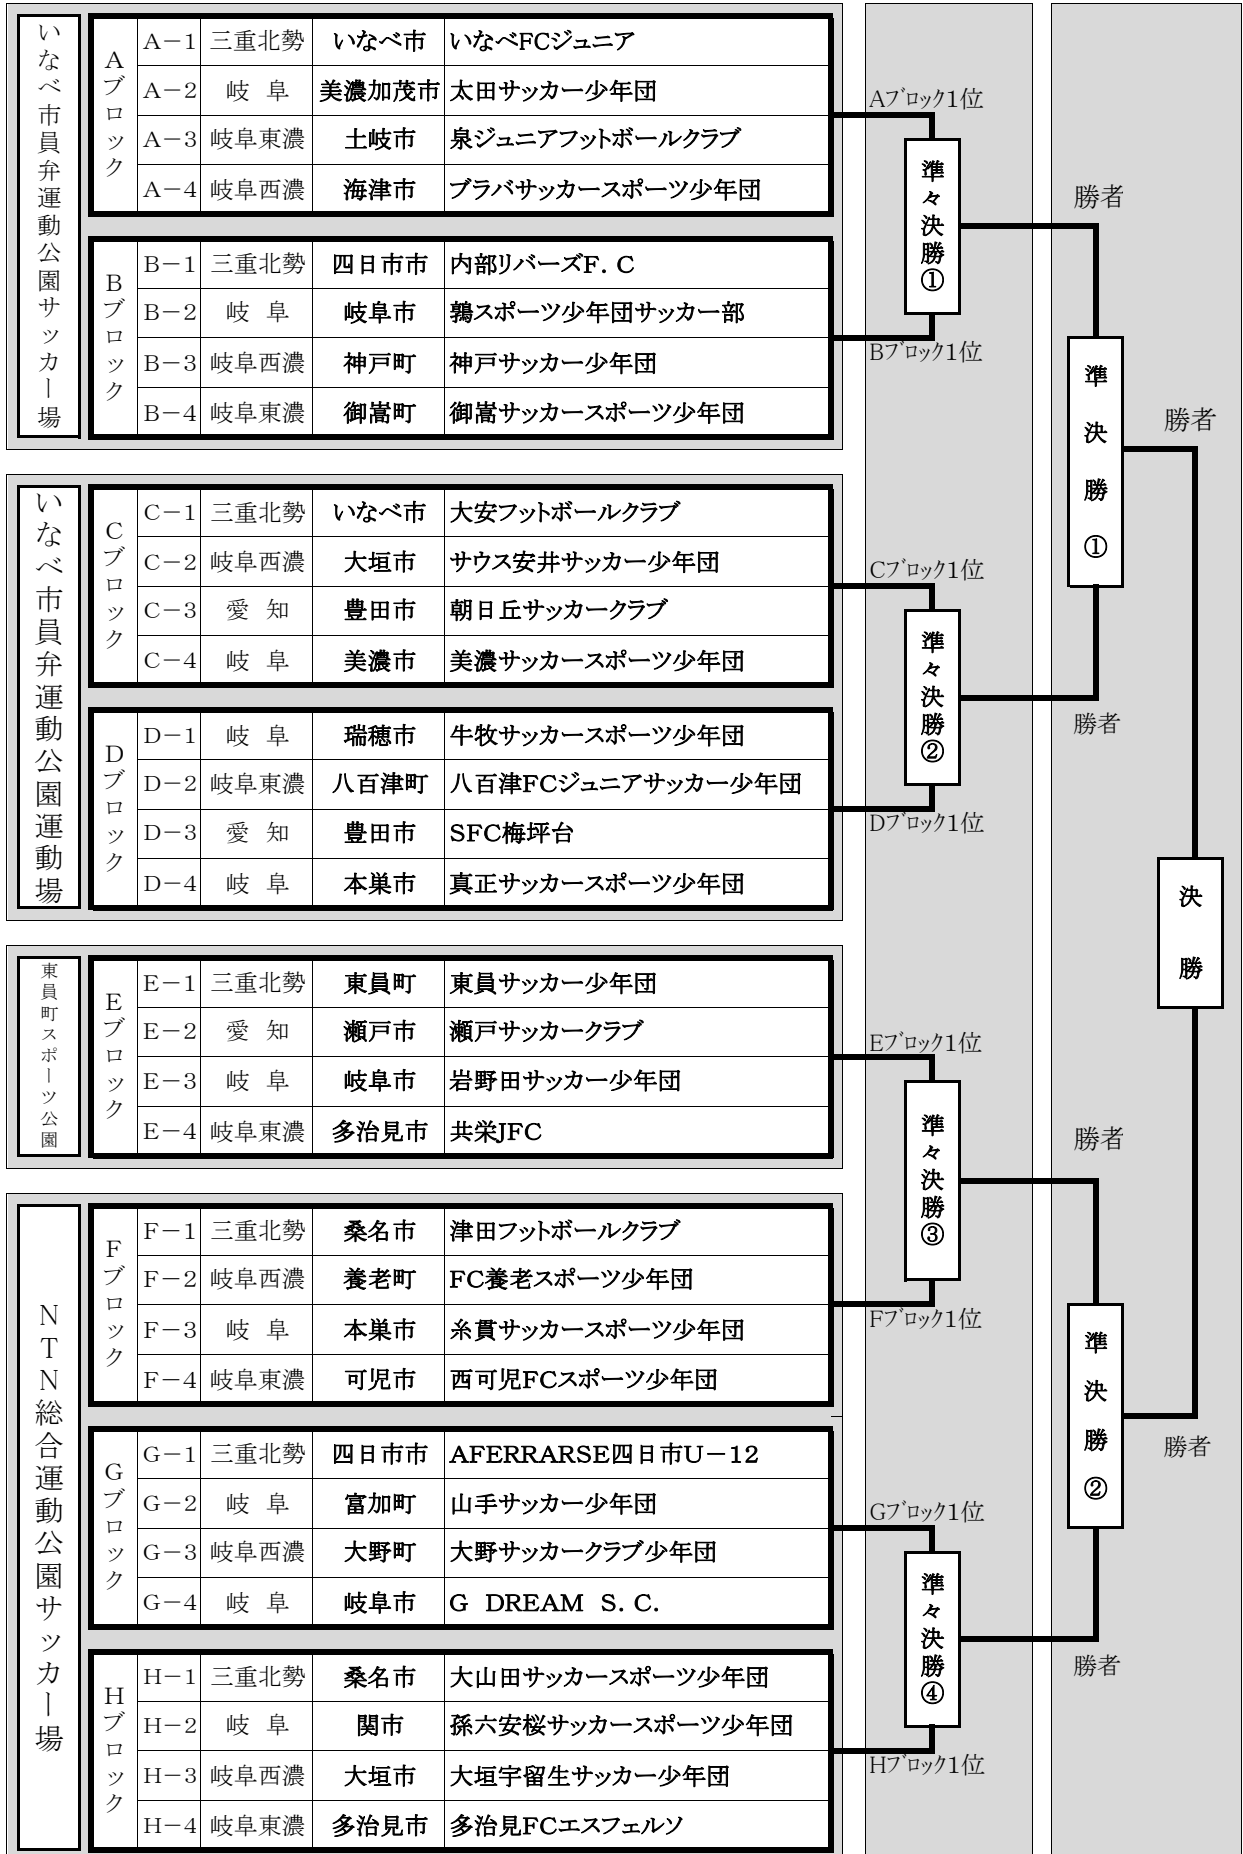 いなべ市員弁運動公園サッカー場
Aブロック
A－1 三重北勢 いなべ市 いなべFCジュニア
A－2 岐 阜 美濃加茂市 太田サッカー少年団
A－3 岐阜東濃 土岐市 泉ジュニアフットボールクラブ
A－4 岐阜西濃 海津市 ブラバサッカースポーツ少年団
Bブロック
B－1 三重北勢 四日市市 内部リバーズF．C
B－2 岐 阜 岐阜市 鶉スポーツ少年団サッカー部
B－3 岐阜西濃 神戸町 神戸サッカー少年団
B－4 岐阜東濃 御嵩町 御嵩サッカースポーツ少年団
いなべ市員弁運動公園運動場
Cブロック
C－1 三重北勢 いなべ市 大安フットボールクラブ
C－2 岐阜西濃 大垣市 サウス安井サッカー少年団
C－3 愛 知 豊田市 朝日丘サッカークラブ
C－4 岐 阜 美濃市 美濃サッカースポーツ少年団
Dブロック
D－1 岐 阜 瑞穂市 牛牧サッカースポーツ少年団
D－2 岐阜東濃 八百津町 八百津FCジュニアサッカー少年団
D－3 愛 知 豊田市 SFC梅坪台
D－4 岐 阜 本巣市 真正サッカースポーツ少年団
東員町スポーツ公園
Eブロック
E－1 三重北勢 東員町 東員サッカー少年団
E－2 愛 知 瀬戸市 瀬戸サッカークラブ
E－3 岐 阜 岐阜市 岩野田サッカー少年団
E－4 岐阜東濃 多治見市 共栄JFC
NTN総合運動公園サッカー場
Fブロック
F－1 三重北勢 桑名市 津田フットボールクラブ
F－2 岐阜西濃 養老町 FC養老スポーツ少年団
F－3 岐 阜 本巣市 糸貫サッカースポーツ少年団
F－4 岐阜東濃 可児市 西可児FCスポーツ少年団
Gブロック
G－1 三重北勢 四日市市 AFERRARSE四日市U－12
G－2 岐 阜 富加町 山手サッカー少年団
G－3 岐阜西濃 大野町 大野サッカークラブ少年団
G－4 岐 阜 岐阜市 G DREAM S．C．
Hブロック
H－1 三重北勢 桑名市 大山田サッカースポーツ少年団
H－2 岐 阜 関市 孫六安桜サッカースポーツ少年団
H－3 岐阜西濃 大垣市 大垣宇留生サッカー少年団
H－4 岐阜東濃 多治見市 多治見FCエスフェルソ
Aﾌﾞﾛｯｸ1位
準々決勝①
Bﾌﾞﾛｯｸ1位
Cﾌﾞﾛｯｸ1位
準々決勝②
Dﾌﾞﾛｯｸ1位
Eﾌﾞﾛｯｸ1位
準々決勝③
Fﾌﾞﾛｯｸ1位
Gﾌﾞﾛｯｸ1位
準々決勝④
Hﾌﾞﾛｯｸ1位
勝者
準決勝①
勝者
勝者
準決勝②
勝者
勝者
決勝
勝者